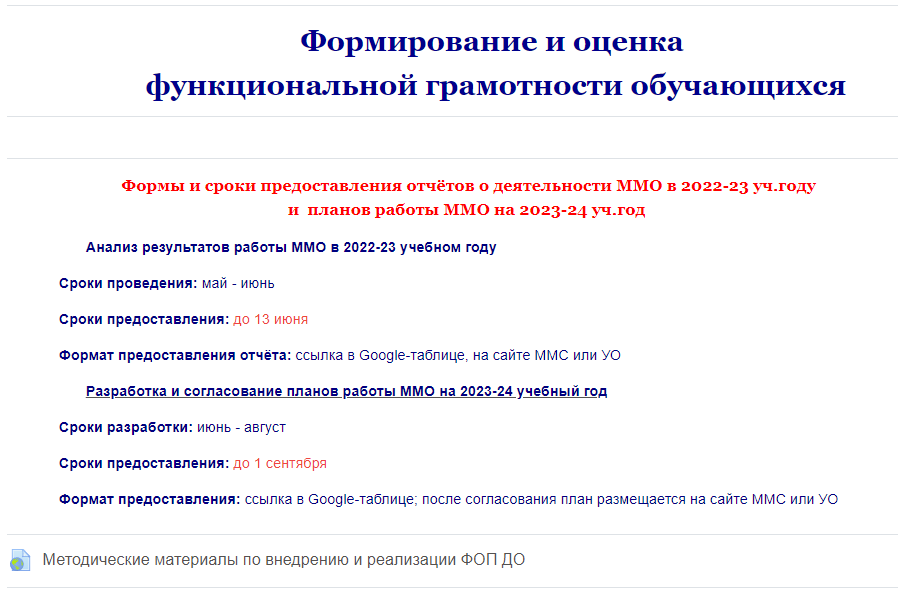 Формирование и оценка
функциональной грамотности обучающихся
Формы и сроки предоставления отчётов о деятельности ММО в 2022-23 уч.году
и планов работы ММО на 2023-24 уч.год
Анализ результатов работы ММО в 2022-23 учебном году
Сроки проведения: май - июнь
Сроки предоставления: до 13 июня
Формат предоставления отчёта: ссылка в Google-таблице, на сайте ММС или УО
Разработка и согласование планов работы ММО на 2023-24 учебный год
Сроки разработки: июнь - август
Сроки предоставления: до 1 сентября
Формат предоставления: ссылка в Google-таблице; после согласования план размещается на сайте ММС или УО
Методические материалы по внедрению и реализации ФОП ДО